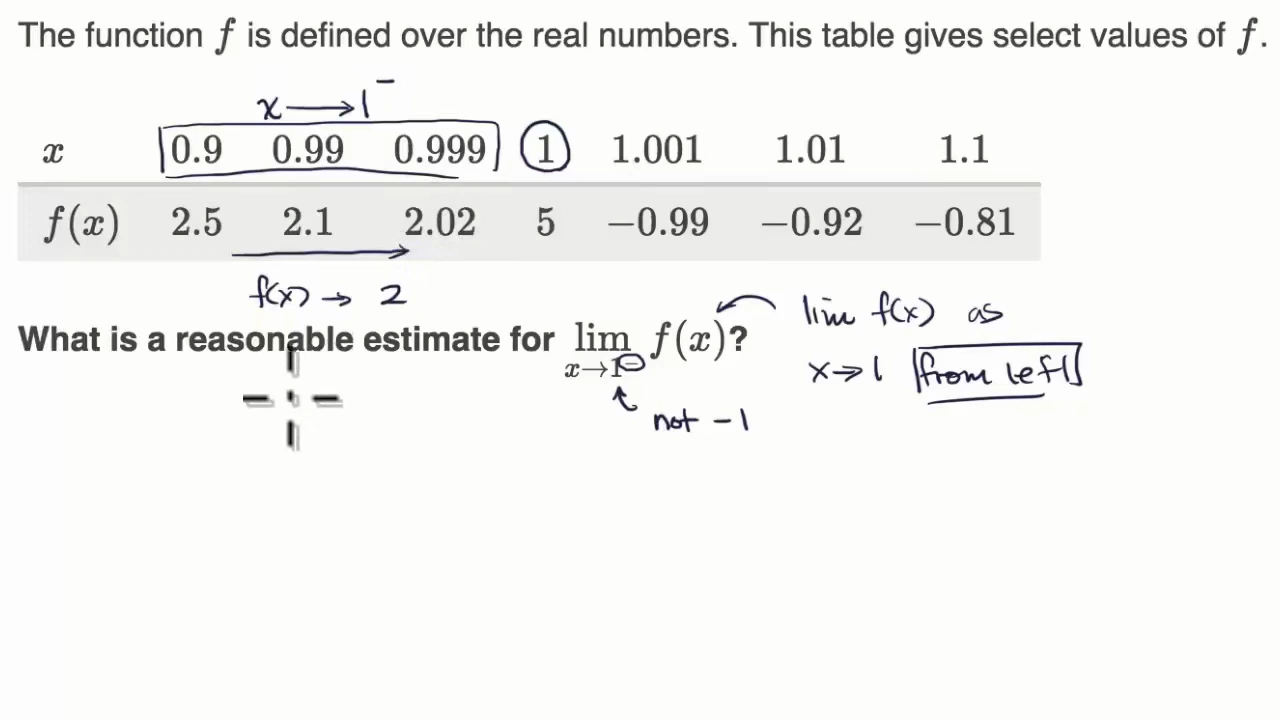 The function f is defined over the real numbers. This table gives select values of f.
x → 1⁻
x 0.9 0.99 0.999 1 1.001 1.01 1.1
f(x) 2.5 2.1 2.02 5 −0.99 −0.92 −0.81
f(x) → 2
What is a reasonable estimate for lim x→1⁻ f(x)?
lim f(x) as
x → 1 from left
not -1